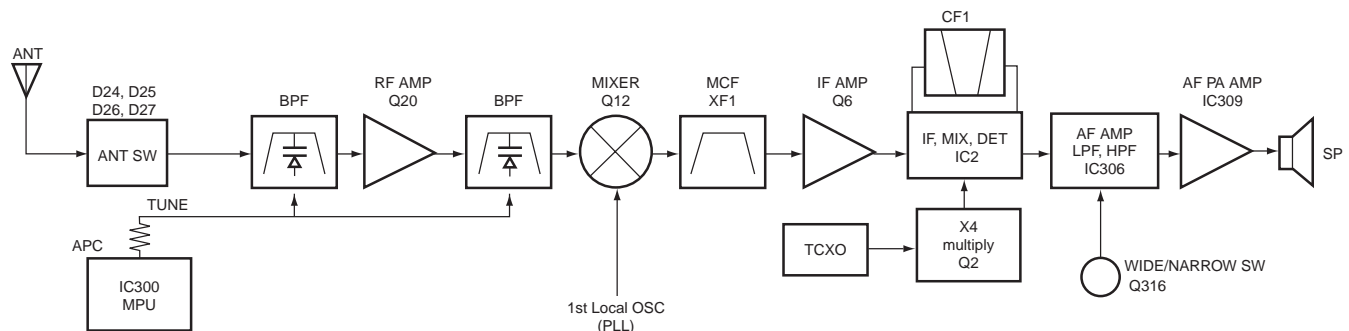 ANT
D24, D25
D26, D27
ANT SW
BPF
RF AMP
Q20
BPF
MIXER
Q12
MCF
XF1
IF AMP
Q6
CF1
IF, MIX, DET
IC2
AF AMP
LPF, HPF
IC306
AF PA AMP
IC309
SP
TUNE
APC
IC300
MPU
1st Local OSC
(PLL)
TCXO
X4
multiply
Q2
WIDE/NARROW SW
Q316